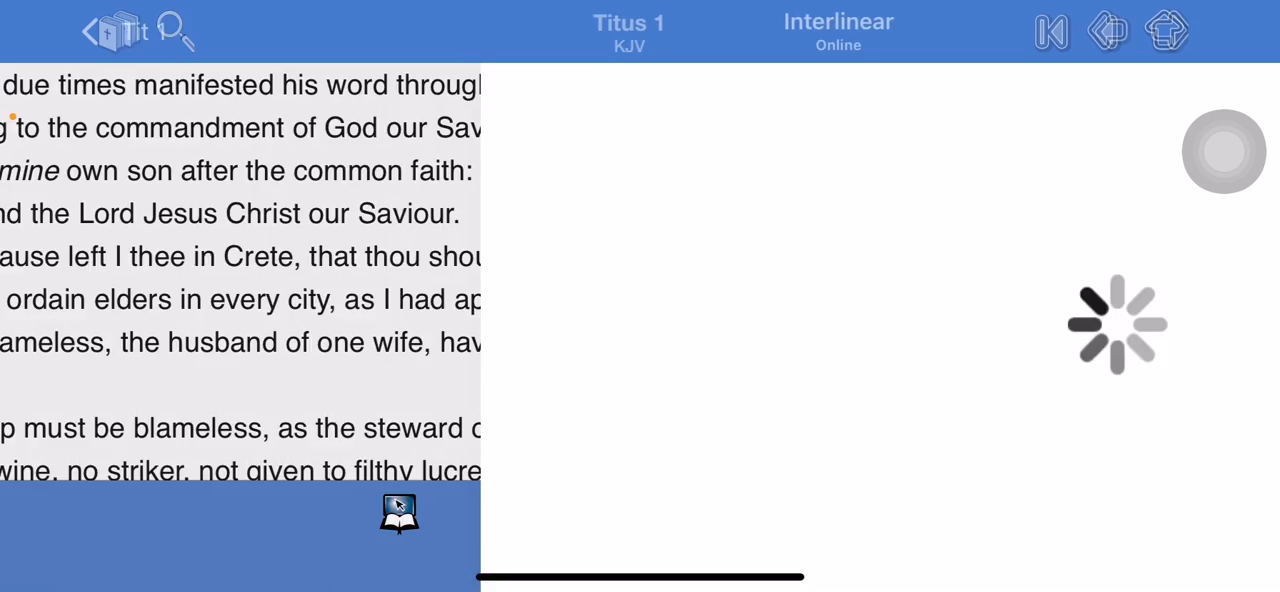 Tit 1
Titus 1
KJV
Interlinear
Online
due times manifested his word through
g to the commandment of God our Sav
mine own son after the common faith:
nd the Lord Jesus Christ our Saviour.
ause left I thee in Crete, that thou shou
ordain elders in every city, as I had ap
ameless, the husband of one wife, hav
p must be blameless, as the steward o
wine, no striker, not given to filthy lucre